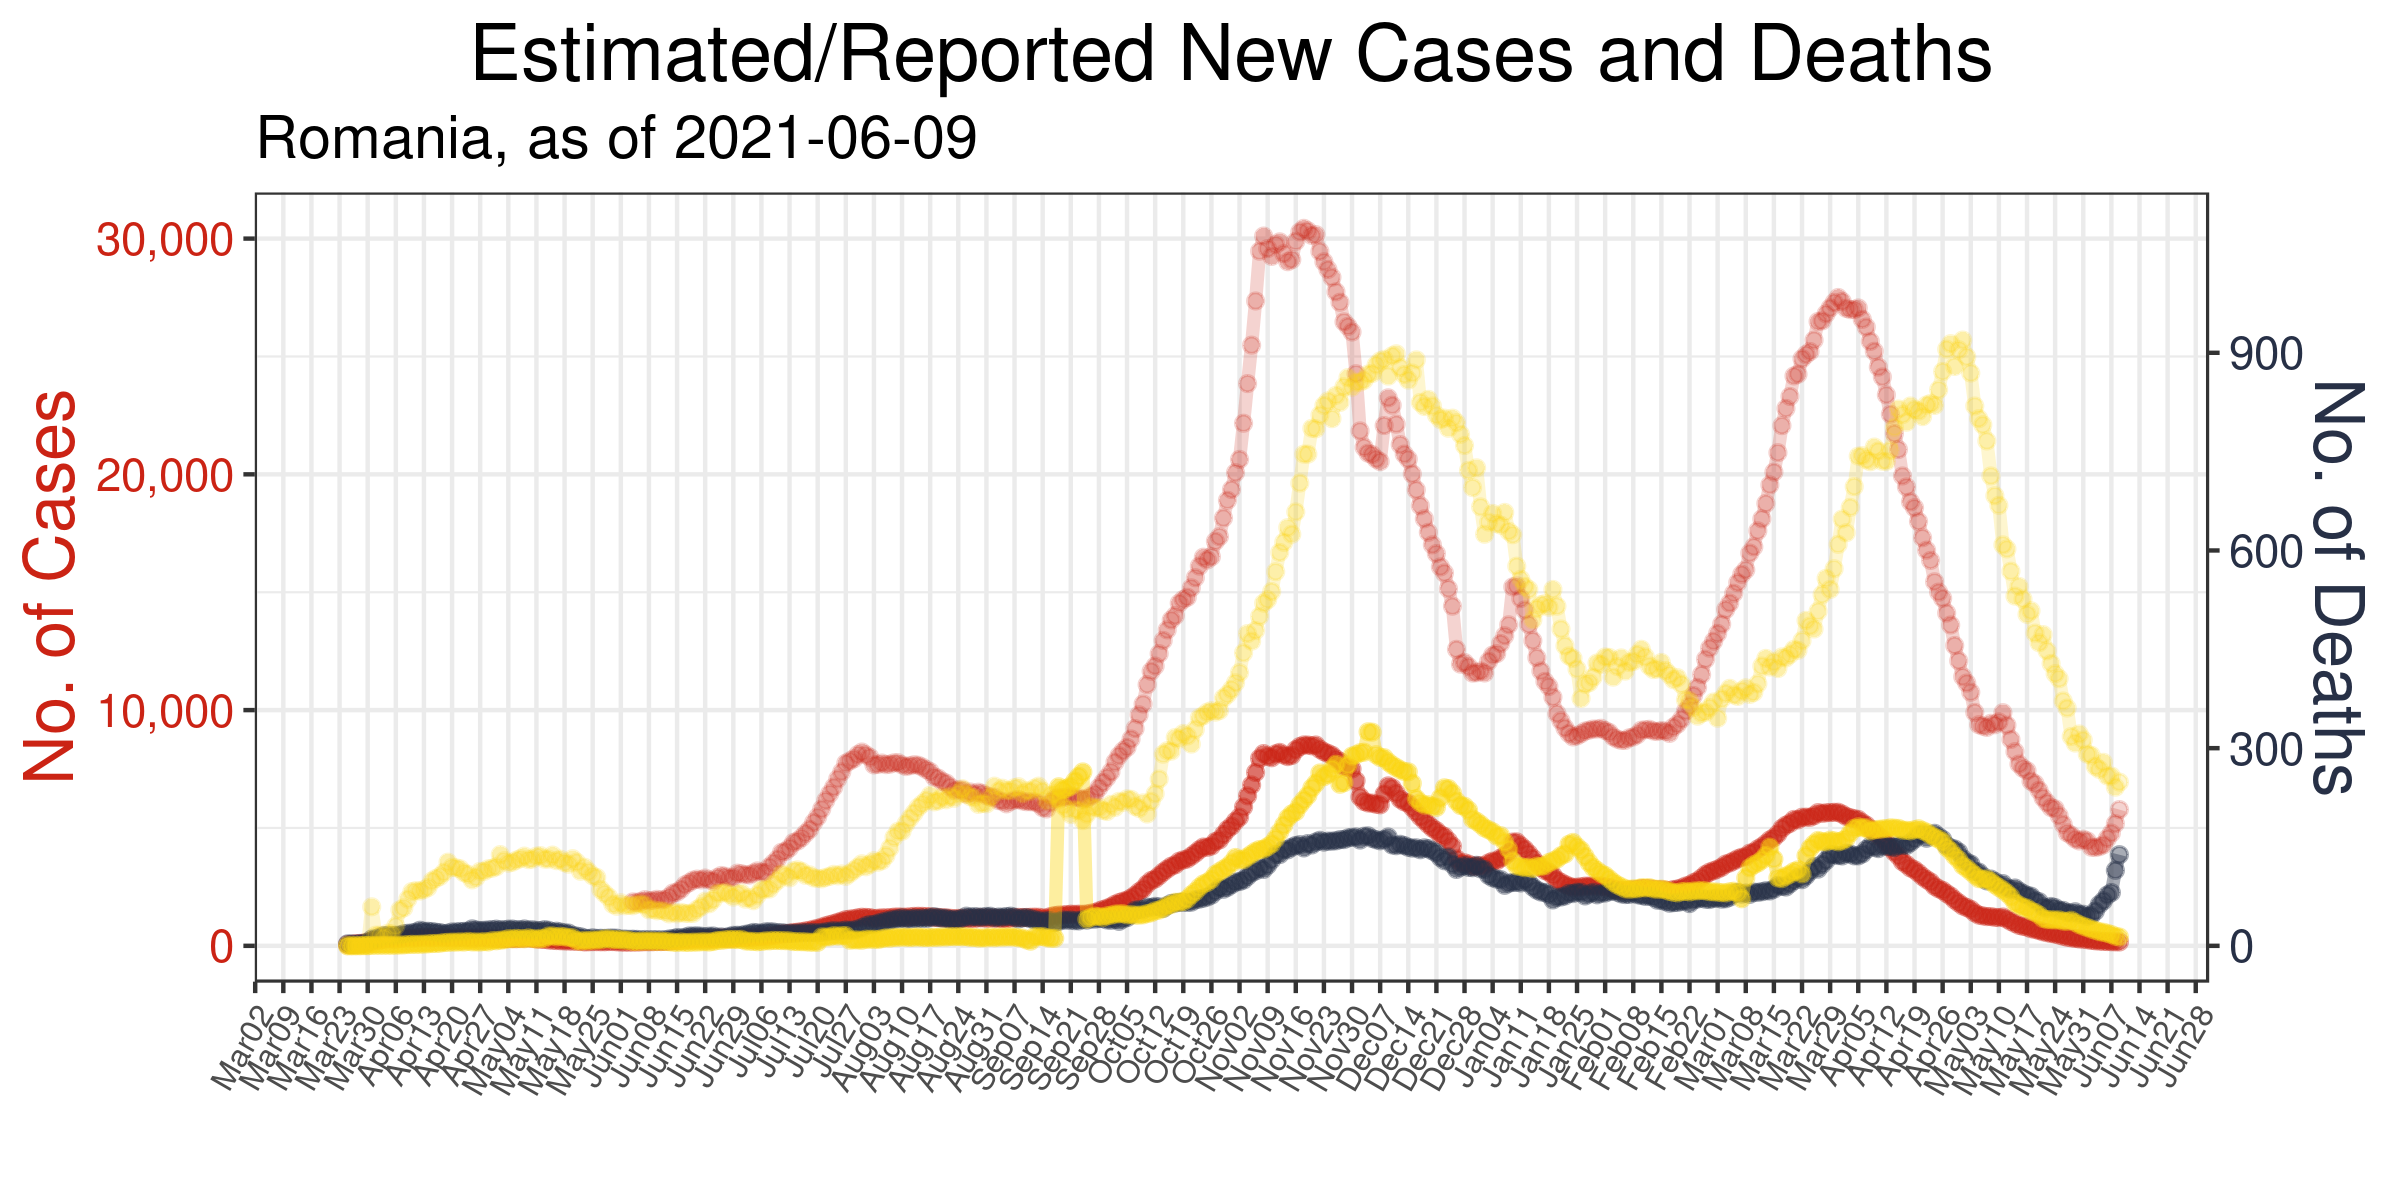 Estimated/Reported New Cases and Deaths
Romania, as of 2021-06-09
No. of Cases
30,000
20,000
10,000
0
No. of Deaths
900
600
300
0
Mar02
Mar09
Mar16
Mar23
Mar30
Apr06
Apr13
Apr20
Apr27
May04
May11
May18
May25
Jun01
Jun08
Jun15
Jun22
Jun29
Jul06
Jul13
Jul20
Jul27
Aug03
Aug10
Aug17
Aug24
Aug31
Sep07
Sep14
Sep21
Sep28
Oct05
Oct12
Oct19
Oct26
Nov02
Nov09
Nov16
Nov23
Nov30
Dec07
Dec14
Dec21
Dec28
Jan04
Jan11
Jan18
Jan25
Feb01
Feb08
Feb15
Feb22
Mar01
Mar08
Mar15
Mar22
Mar29
Apr05
Apr12
Apr19
Apr26
May03
May10
May17
May24
May31
Jun07
Jun14
Jun21
Jun28